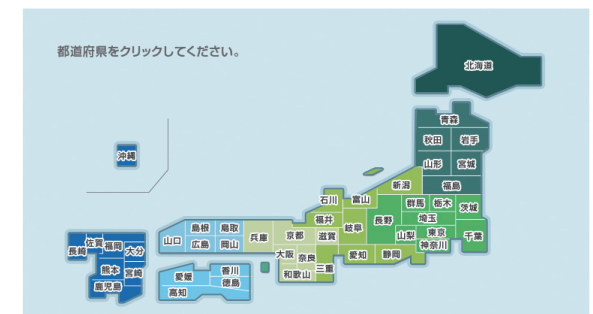 都道府県をクリックしてください。
北海道
青森
秋田 岩手
山形 宮城
福島
沖縄
新潟
石川 富山
福井
岐阜
長野
群馬 栃木 茨城
埼玉
山梨 東京
神奈川
千葉
愛知 静岡
島根 鳥取
山口 広島 岡山
兵庫 京都 滋賀
大阪 奈良
和歌山 三重
香川
愛媛 徳島
高知
長崎 佐賀 福岡 大分
熊本 宮崎
鹿児島